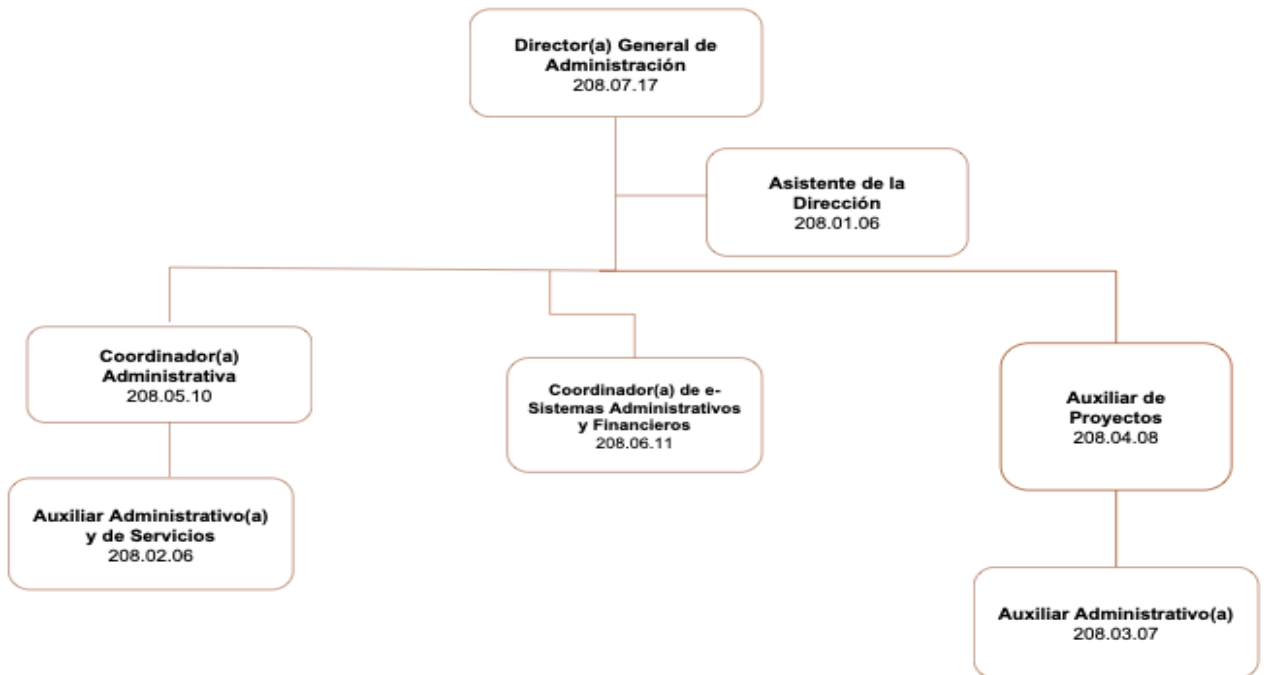 Director(a) General de
Administración
208.07.17
Asistente de la
Dirección
208.01.06
Coordinador(a)
Administrativa
208.05.10
Coordinador(a) de e-
Sistemas Administrativos
y Financieros
208.06.11
Auxiliar de
Proyectos
208.04.08
Auxiliar Administrativo(a)
y de Servicios
208.02.06
Auxiliar Administrativo(a)
208.03.07